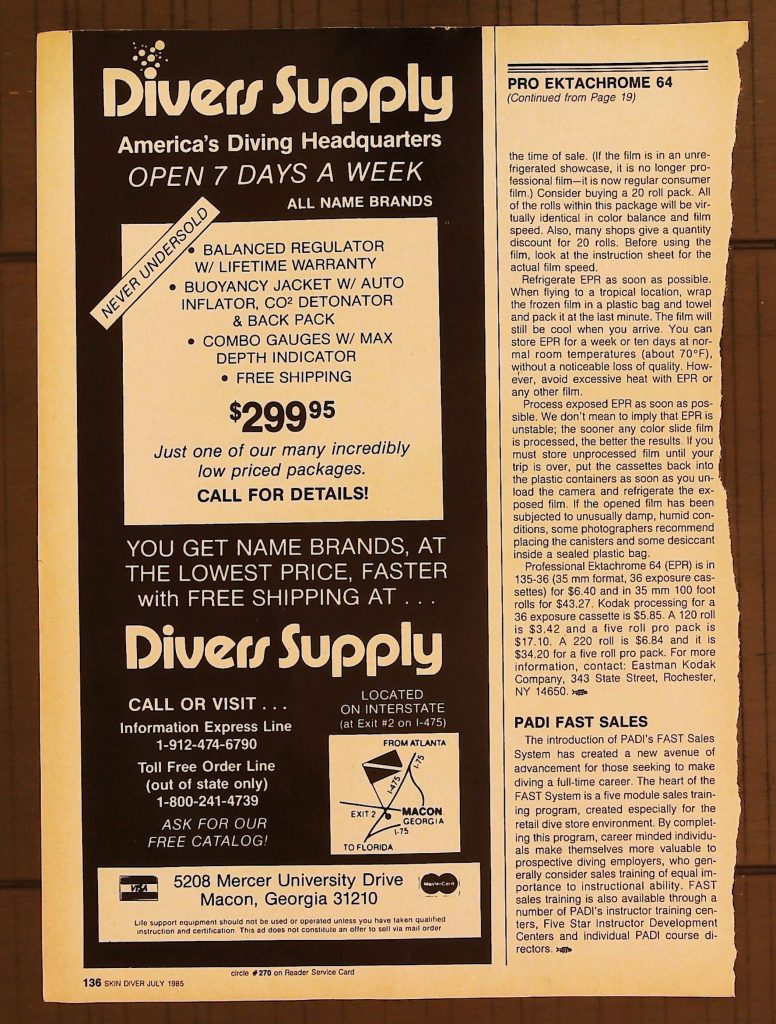 Divers Supply
America's Diving Headquarters
OPEN 7 DAYS A WEEK
ALL NAME BRANDS
NEVER UNDERSOLD
• BALANCED REGULATOR
W/ LIFETIME WARRANTY
• BUOYANCY JACKET W/ AUTO
INFLATOR, CO² DETONATOR
& BACK PACK
• COMBO GAUGES W/ MAX
DEPTH INDICATOR
• FREE SHIPPING
$299 95
Just one of our many incredibly
low priced packages.
CALL FOR DETAILS!
YOU GET NAME BRANDS, AT
THE LOWEST PRICE, FASTER
with FREE SHIPPING AT . . .
Divers Supply
CALL OR VISIT . . .
Information Express Line
1-912-474-6790
Toll Free Order Line
(out of state only)
1-800-241-4739
ASK FOR OUR
FREE CATALOG!
LOCATED
ON INTERSTATE
(at Exit #2 on I-475)
FROM ATLANTA
I-475
I-75
EXIT 2
MACON
GEORGIA
I-75
TO FLORIDA
VISA
5208 Mercer University Drive
Macon, Georgia 31210
MasterCard
Life support equipment should not be used or operated unless you have taken qualified
instruction and certification. This ad does not constitute an offer to sell via mail order.
circle #270 on Reader Service Card
136 SKIN DIVER JULY 1985
PRO EKTACHROME 64
(Continued from Page 19)
the time of sale. (If the film is in an unre-
frigerated showcase, it is no longer pro-
fessional film—it is now regular consumer
film.) Consider buying a 20 roll pack. All
of the rolls within this package will be vir-
tually identical in color balance and film
speed. Also, many shops give a quantity
discount for 20 rolls. Before using the
film, look at the instruction sheet for the
actual film speed.
Refrigerate EPR as soon as possible.
When flying to a tropical location, wrap
the frozen film in a plastic bag and towel
and pack it at the last minute. The film will
still be cool when you arrive. You can
store EPR for a week or ten days at nor-
mal room temperatures (about 70°F),
without a noticeable loss of quality. How-
ever, avoid excessive heat with EPR or
any other film.
Process exposed EPR as soon as pos-
sible. We don't mean to imply that EPR is
unstable; the sooner any color slide film
is processed, the better the results. If you
must store unprocessed film until your
trip is over, put the cassettes back into
the plastic containers as soon as you un-
load the camera and refrigerate the ex-
posed film. If the opened film has been
subjected to unusually damp, humid con-
ditions, some photographers recommend
placing the canisters and some desiccant
inside a sealed plastic bag.
Professional Ektachrome 64 (EPR) is in
135-36 (35 mm format, 36 exposure cas-
settes) for $6.40 and in 35 mm 100 foot
rolls for $43.27. Kodak processing for a
36 exposure cassette is $5.85. A 120 roll
is $3.42 and a five roll pro pack is
$17.10. A 220 roll is $6.84 and it is
$34.20 for a five roll pro pack. For more
information, contact: Eastman Kodak
Company, 343 State Street, Rochester,
NY 14650.
PADI FAST SALES
The introduction of PADI's FAST Sales
System has created a new avenue of
advancement for those seeking to make
diving a full-time career. The heart of the
FAST System is a five module sales train-
ing program, created especially for the
retail dive store environment. By complet-
ing this program, career minded individu-
als make themselves more valuable to
prospective diving employers, who gen-
erally consider sales training of equal im-
portance to instructional ability. FAST
sales training is also available through a
number of PADI's instructor training cen-
ters, Five Star Instructor Development
Centers and individual PADI course di-
rectors.